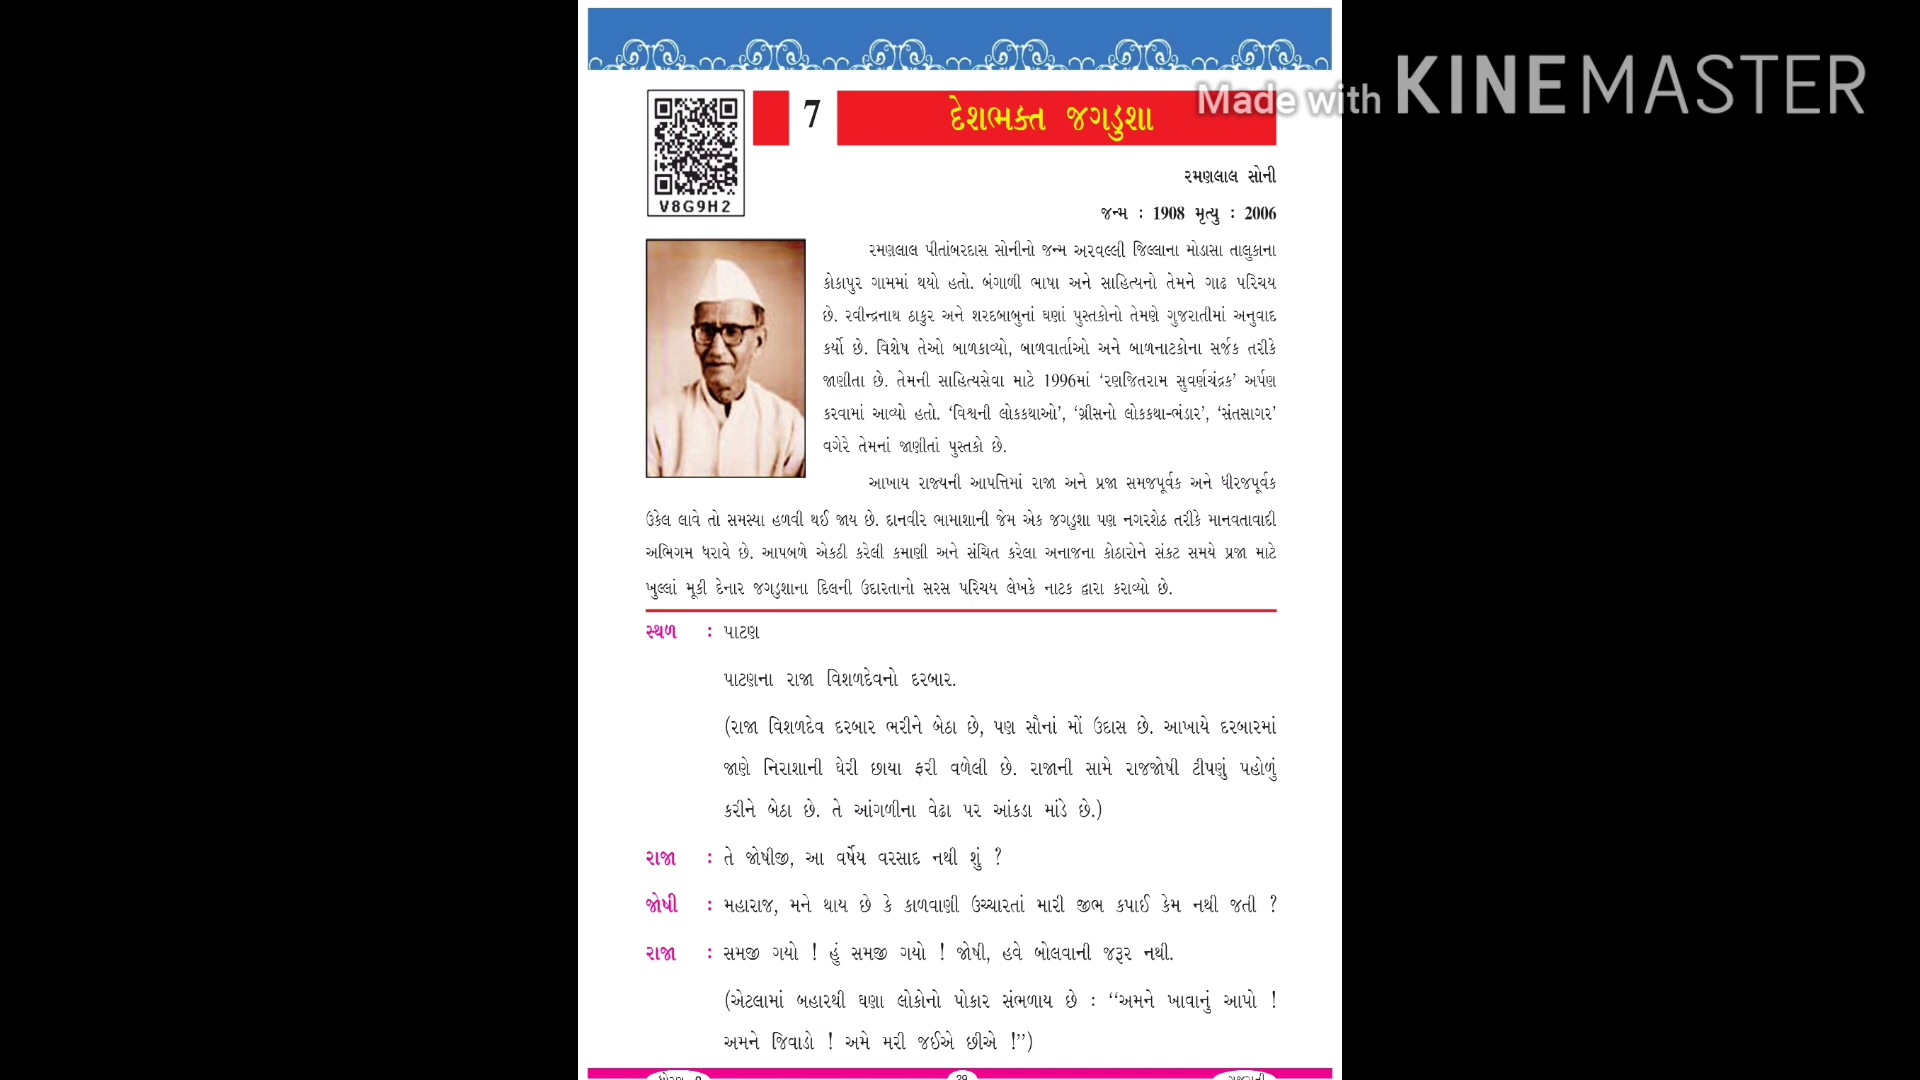 Made with KINEMASTER
V8G9H2
7
દેશભક્ત જગડુશા
રમણલાલ સોની
જન્મ : 1908 મૃત્યુ : 2006
રમણલાલ પીતાંબરદાસ સોનીનો જન્મ અરવલ્લી જિલ્લાના મોડાસા તાલુકાના
કોકાપુર ગામમાં થયો હતો. બંગાળી ભાષા અને સાહિત્યનો તેમને ગાઢ પરિચય
છે. રવીન્દ્રનાથ ઠાકુર અને શરદબાબુનાં ઘણાં પુસ્તકોનો તેમણે ગુજરાતીમાં અનુવાદ
કર્યો છે. વિશેષ તેઓ બાળકાવ્યો, બાળવાર્તાઓ અને બાળનાટકોના સર્જક તરીકે
જાણીતા છે. તેમની સાહિત્યસેવા માટે 1996માં ‘રણજિતરામ સુવર્ણચંદ્રક’ અર્પણ
કરવામાં આવ્યો હતો. ‘વિશ્વની લોકકથાઓ’, ‘ગ્રીસનો લોકકથા-ભંડાર’, ‘સંતસાગર’
વગેરે તેમનાં જાણીતાં પુસ્તકો છે.
આખાય રાજ્યની આપત્તિમાં રાજા અને પ્રજા સમજપૂર્વક અને ધીરજપૂર્વક
ઉકેલ લાવે તો સમસ્યા હળવી થઈ જાય છે. દાનવીર ભામાશાની જેમ એક જગડુશા પણ નગરશેઠ તરીકે માનવતાવાદી
અભિગમ ધરાવે છે. આપબળે એકઠી કરેલી કમાણી અને સંચિત કરેલા અનાજના કોઠારોને સંકટ સમયે પ્રજા માટે
ખુલ્લાં મૂકી દેનાર જગડુશાના દિલની ઉદારતાનો સરસ પરિચય લેખકે નાટક દ્વારા કરાવ્યો છે.
સ્થળ : પાટણ
પાટણના રાજા વિશળદેવનો દરબાર.
(રાજા વિશળદેવ દરબાર ભરીને બેઠા છે, પણ સૌનાં મોં ઉદાસ છે. આખાયે દરબારમાં
જાણે નિરાશાની ઘેરી છાયા ફરી વળેલી છે. રાજાની સામે રાજજોષી ટીપણું પહોળું
કરીને બેઠા છે. તે આંગળીના વેઢા પર આંકડા માંડે છે.)
રાજા : તે જોષીજી, આ વર્ષેય વરસાદ નથી શું ?
જોષી : મહારાજ, મને થાય છે કે કાળવાણી ઉચ્ચારતાં મારી જીભ કપાઈ કેમ નથી જતી ?
રાજા : સમજી ગયો ! હું સમજી ગયો ! જોષી, હવે બોલવાની જરૂર નથી.
(એટલામાં બહારથી ઘણા લોકોનો પોકાર સંભળાય છે : ‘‘અમને ખાવાનું આપો !
અમને જિવાડો ! અમે મરી જઈએ છીએ !’’)